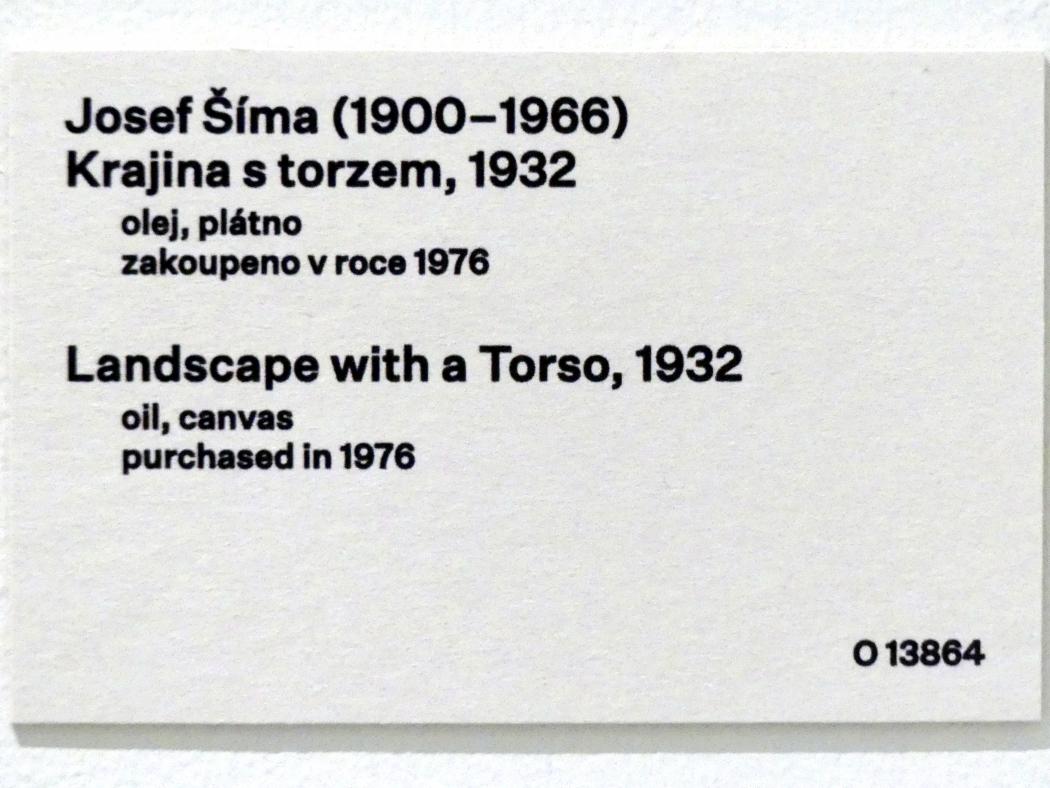 Josef Šíma (1900–1966)
Krajina s torzem, 1932
olej, plátno
zakoupeno v roce 1976
Landscape with a Torso, 1932
oil, canvas
purchased in 1976
O 13864